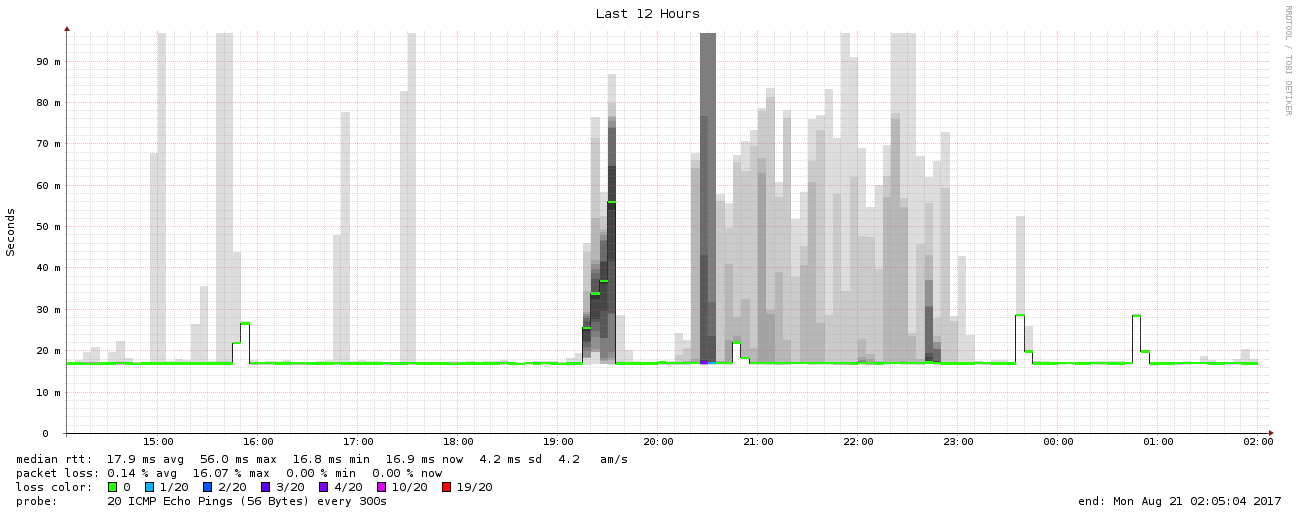 Last 12 Hours
RRDTOOL / TOBI OETIKER
Seconds
90 m
80 m
70 m
60 m
50 m
40 m
30 m
20 m
10 m
0
15:00 16:00 17:00 18:00 19:00 20:00 21:00 22:00 23:00 00:00 01:00 02:00
median rtt: 17.9 ms avg 56.0 ms max 16.8 ms min 16.9 ms now 4.2 ms sd 4.2 am/s
packet loss: 0.14 % avg 16.07 % max 0.00 % min 0.00 % now
loss color: 0 1/20 2/20 3/20 4/20 10/20 19/20
probe: 20 ICMP Echo Pings (56 Bytes) every 300s end: Mon Aug 21 02:05:04 2017